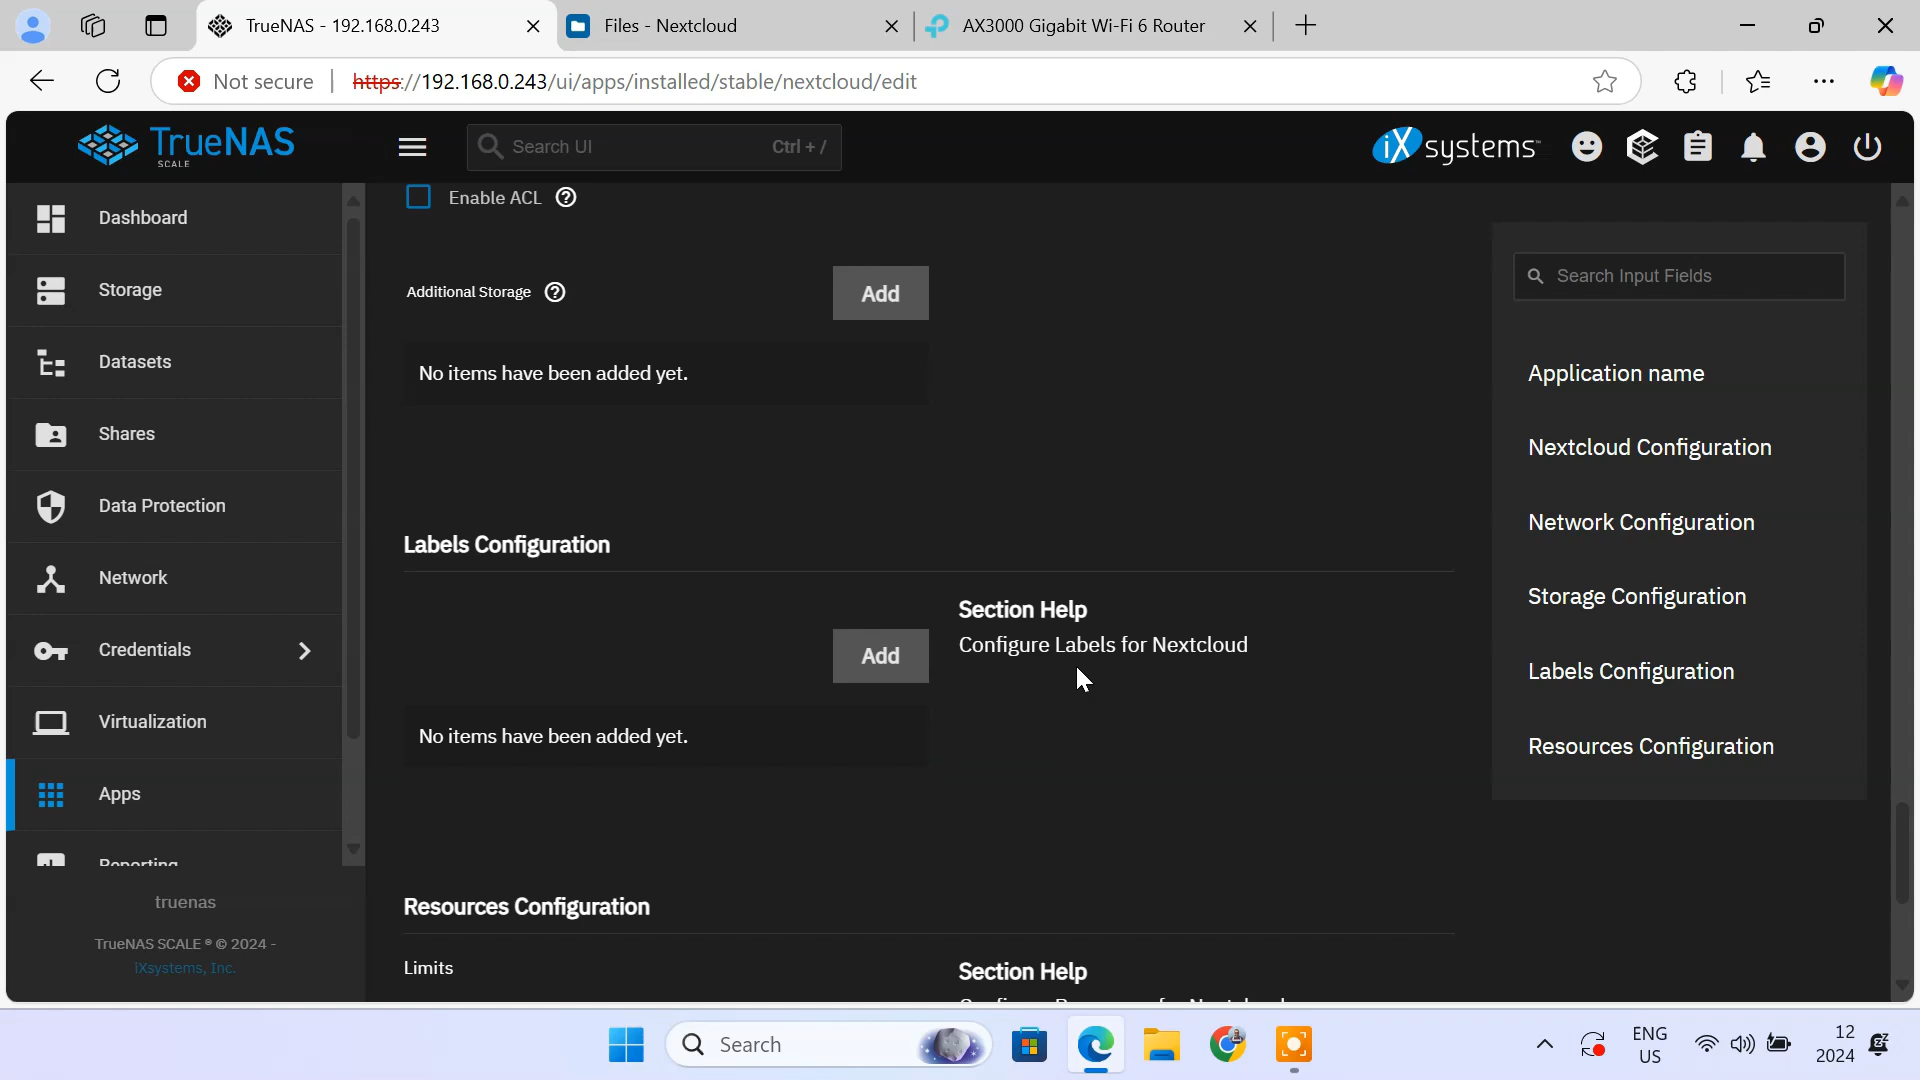 TrueNAS - 192.168.0.243
Files - Nextcloud
AX3000 Gigabit Wi-Fi 6 Router
Not secure
https://192.168.0.243/ui/apps/installed/stable/nextcloud/edit
TrueNAS
SCALE
Search UI
Ctrl + /
iXsystems™
Dashboard
Storage
Datasets
Shares
Data Protection
Network
Credentials
Virtualization
Apps
Reporting
truenas
TrueNAS SCALE ® © 2024 -
iXsystems, Inc.
Enable ACL
Additional Storage
Add
No items have been added yet.
Labels Configuration
Section Help
Configure Labels for Nextcloud
Add
No items have been added yet.
Resources Configuration
Limits
Section Help
Search Input Fields
Application name
Nextcloud Configuration
Network Configuration
Storage Configuration
Labels Configuration
Resources Configuration
Search
ENG
US
12
2024